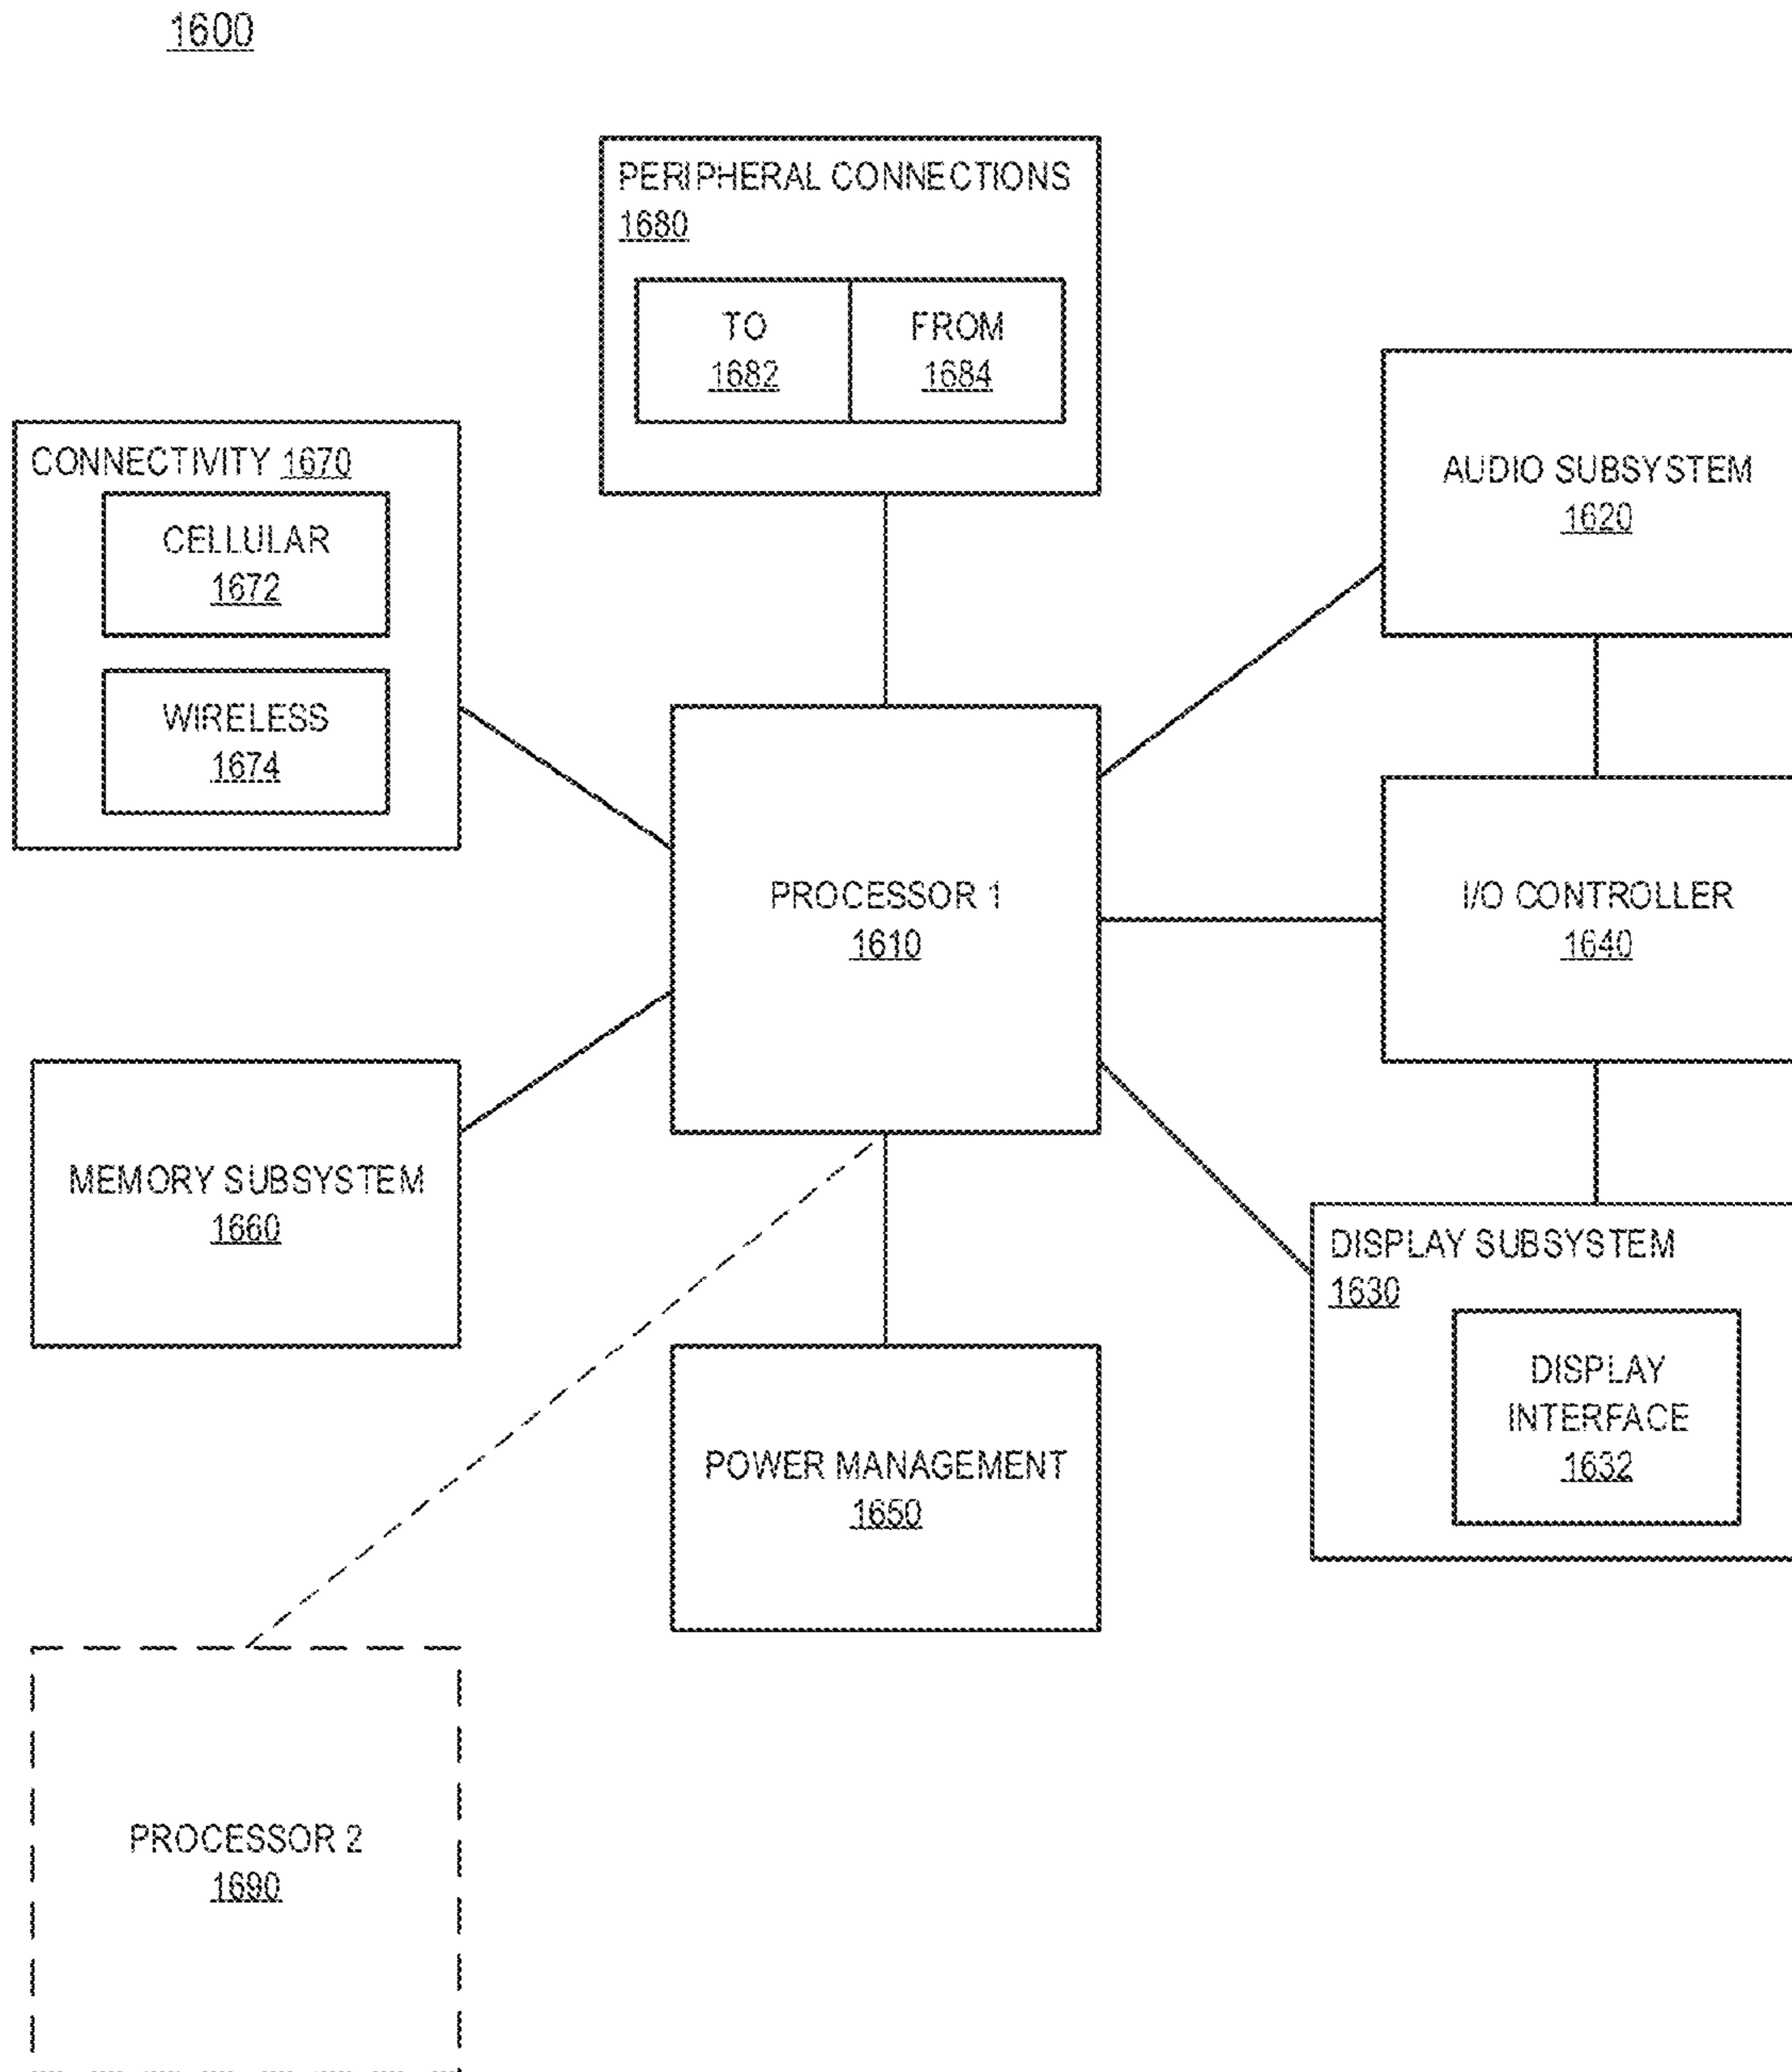 1600
PERIPHERAL CONNECTIONS
1680
TO
1682
FROM
1684
CONNECTIVITY 1670
CELLULAR
1672
WIRELESS
1674
AUDIO SUBSYSTEM
1620
PROCESSOR 1
1610
I/O CONTROLLER
1640
MEMORY SUBSYSTEM
1660
DISPLAY SUBSYSTEM
1630
DISPLAY
INTERFACE
1632
POWER MANAGEMENT
1650
PROCESSOR 2
1690